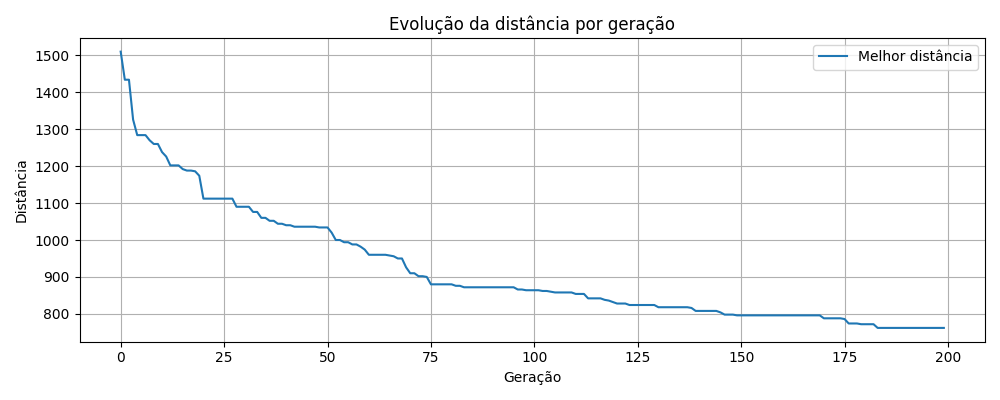 Evolução da distância por geração
Melhor distância
Distância
1500
1400
1300
1200
1100
1000
900
800
0 25 50 75 100 125 150 175 200
Geração